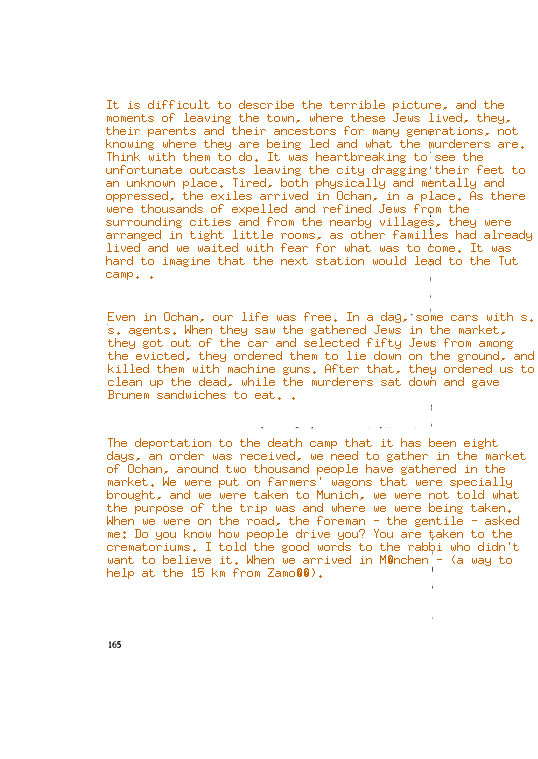 It is difficult to describe the terrible picture, and the
moments of leaving the town, where these Jews lived, they,
their parents and their ancestors for many generations, not
knowing where they are being led and what the murderers are.
Think with them to do. It was heartbreaking to see the
unfortunate outcasts leaving the city dragging their feet to
an unknown place. Tired, both physically and mentally and
oppressed, the exiles arrived in Ochan, in a place. As there
were thousands of expelled and refined Jews from the
surrounding cities and from the nearby villages, they were
arranged in tight little rooms, as other families had already
lived and we waited with fear for what was to come. It was
hard to imagine that the next station would lead to the Tut
camp. .
Even in Ochan, our life was free. In a day, some cars with s.
s. agents. When they saw the gathered Jews in the market,
they got out of the car and selected fifty Jews from among
the evicted, they ordered them to lie down on the ground, and
killed them with machine guns. After that, they ordered us to
clean up the dead, while the murderers sat down and gave
Brunem sandwiches to eat. .
The deportation to the death camp that it has been eight
days, an order was received, we need to gather in the market
of Ochan, around two thousand people have gathered in the
market. We were put on farmers' wagons that were specially
brought, and we were taken to Munich, we were not told what
the purpose of the trip was and where we were being taken.
When we were on the road, the foreman - the gentile - asked
me: Do you know how people drive you? You are taken to the
crematoriums. I told the good words to the rabbi who didn't
want to believe it. When we arrived in M�nchen - (a way to
help at the 15 km from Zamo��).
165